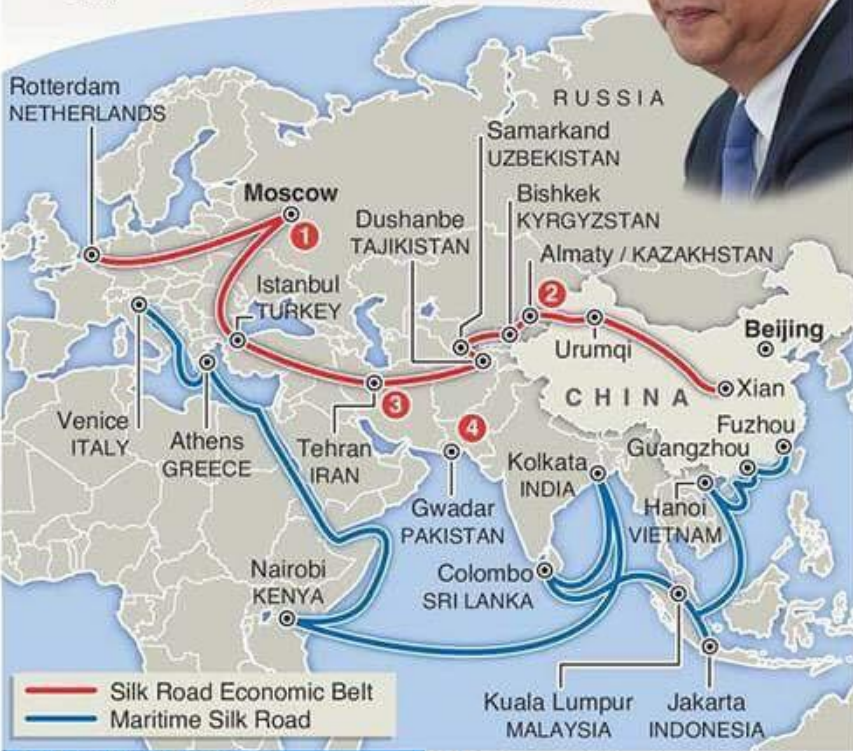 Rotterdam
NETHERLANDS
RUSSIA
Samarkand
UZBEKISTAN
Moscow
1
Bishkek
KYRGYZSTAN
Dushanbe
TAJIKISTAN
Almaty / KAZAKHSTAN
Istanbul
TURKEY
2
Urumqi
Beijing
Xian
CHINA
3
4
Venice
ITALY
Athens
GREECE
Tehran
IRAN
Fuzhou
Guangzhou
Kolkata
INDIA
Hanoi
VIETNAM
Gwadar
PAKISTAN
Nairobi
KENYA
Colombo
SRI LANKA
Silk Road Economic Belt
Maritime Silk Road
Kuala Lumpur
MALAYSIA
Jakarta
INDONESIA